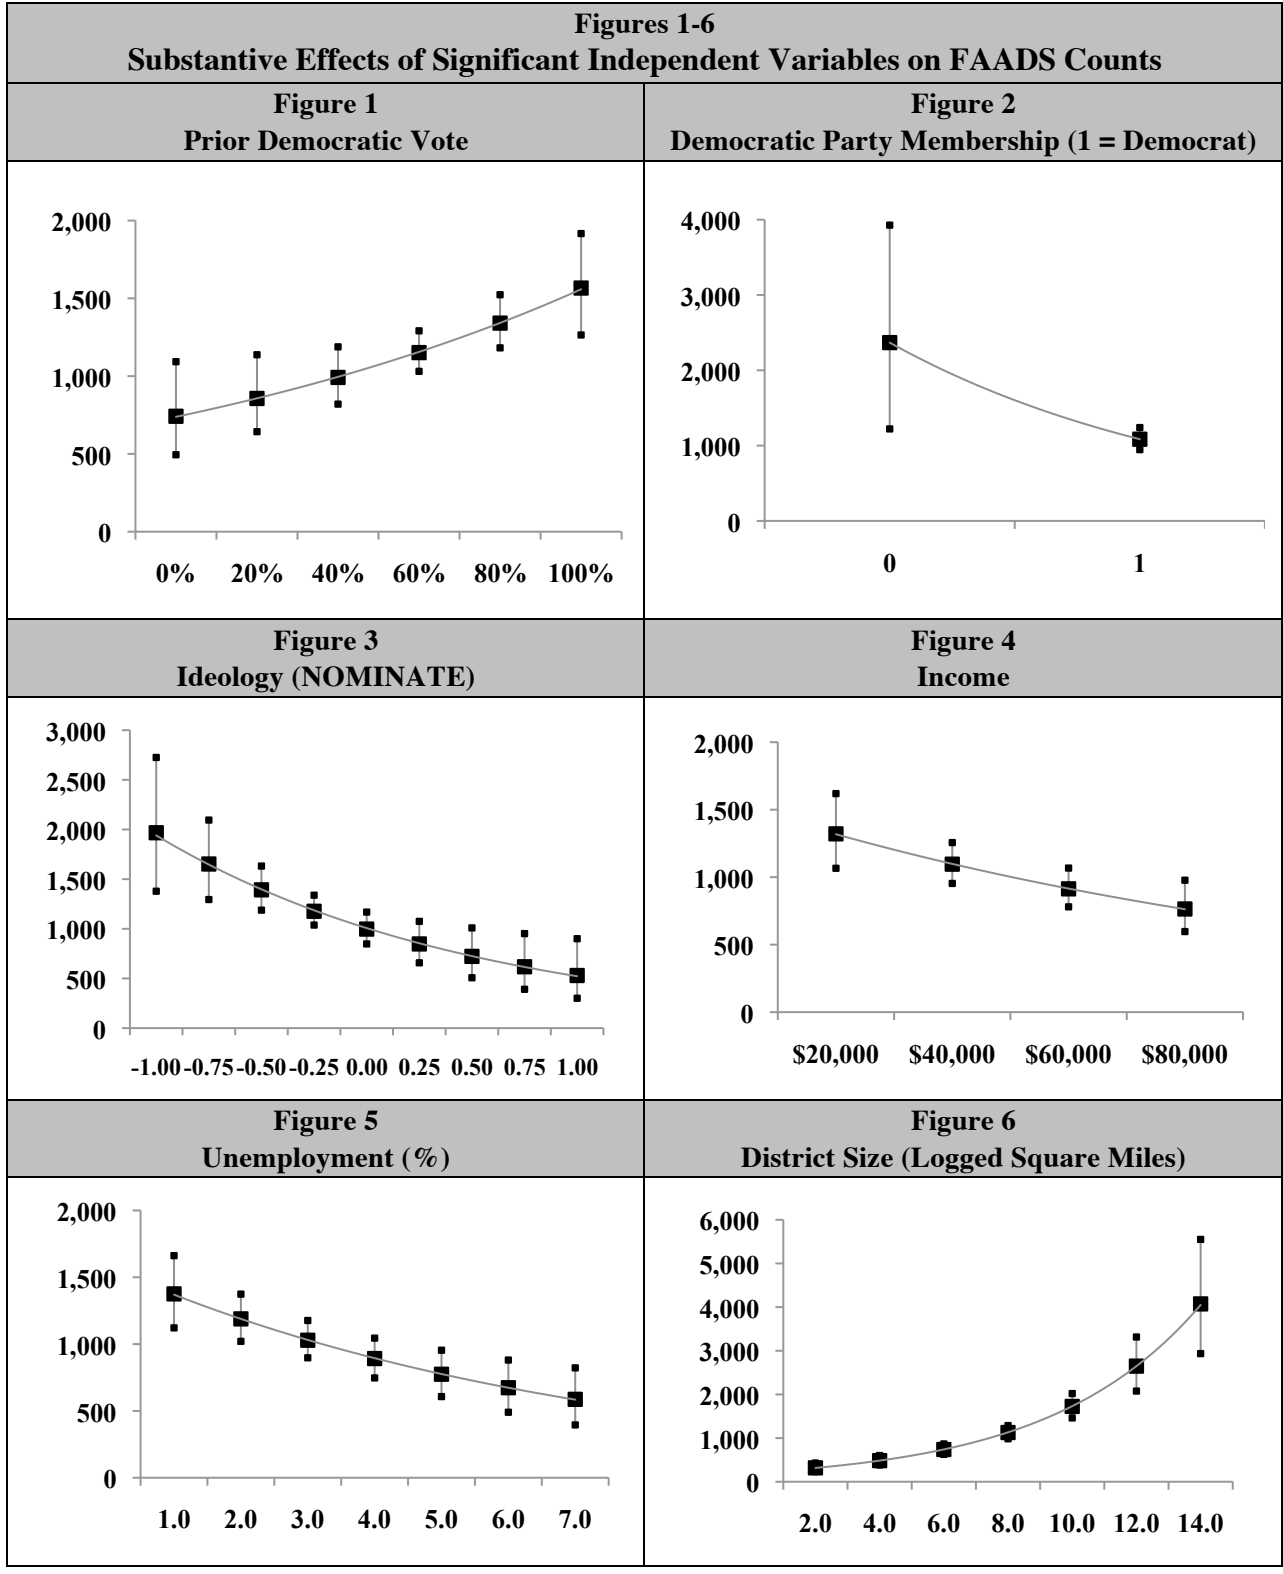 Figures 1-6
Substantive Effects of Significant Independent Variables on FAADS Counts
Figure 1
Prior Democratic Vote
2,000
1,500
1,000
500
0
0% 20% 40% 60% 80% 100%
Figure 2
Democratic Party Membership (1 = Democrat)
4,000
3,000
2,000
1,000
0
0 1
Figure 3
Ideology (NOMINATE)
3,000
2,500
2,000
1,500
1,000
500
0
-1.00 -0.75 -0.50 -0.25 0.00 0.25 0.50 0.75 1.00
Figure 4
Income
2,000
1,500
1,000
500
0
$20,000 $40,000 $60,000 $80,000
Figure 5
Unemployment (%)
2,000
1,500
1,000
500
0
1.0 2.0 3.0 4.0 5.0 6.0 7.0
Figure 6
District Size (Logged Square Miles)
6,000
5,000
4,000
3,000
2,000
1,000
0
2.0 4.0 6.0 8.0 10.0 12.0 14.0